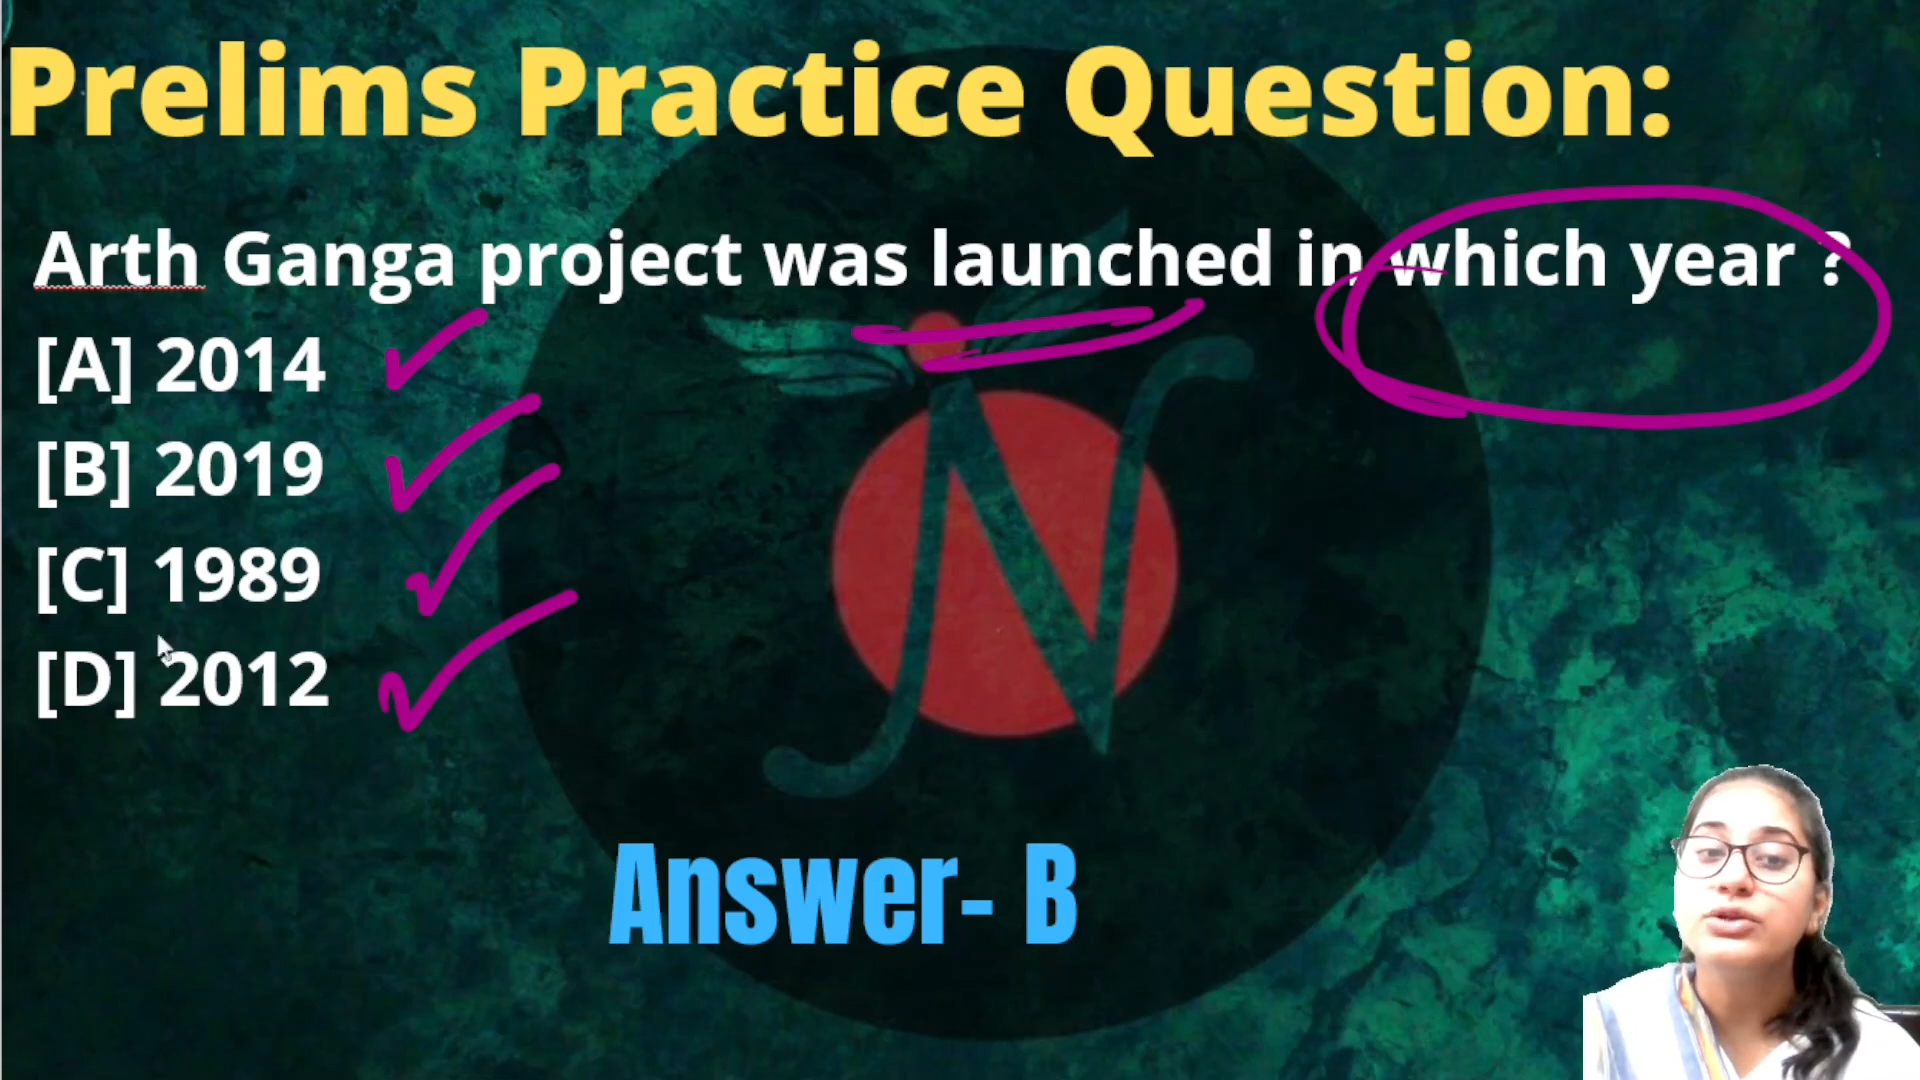 Prelims Practice Question:
Arth Ganga project was launched in which year ?
[A] 2014
[B] 2019
[C] 1989
[D] 2012
Answer- B